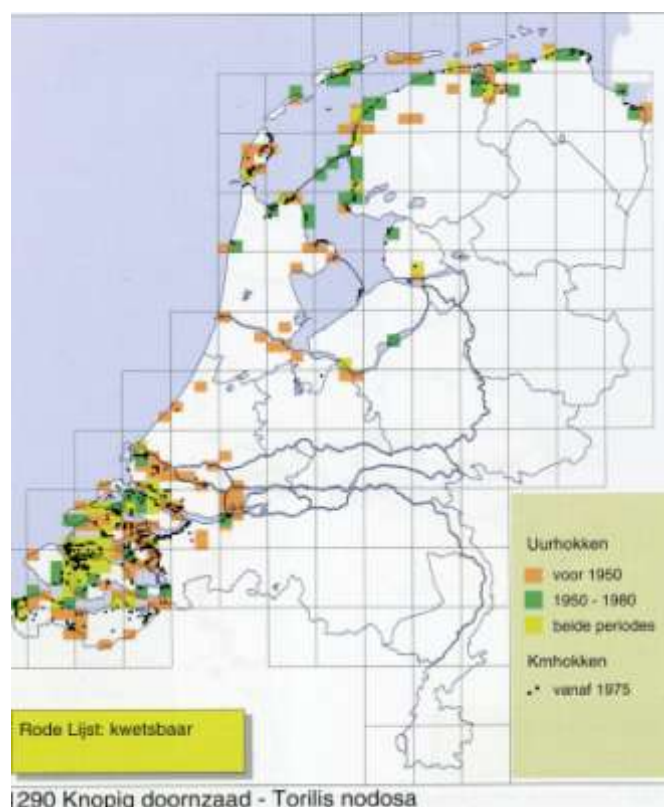 Uurhokken
voor 1950
1950 - 1980
beide periodes
Kmhokken
vanaf 1975
Rode Lijst: kwetsbaar
1290 Knopig doornzaad - Torilis nodosa